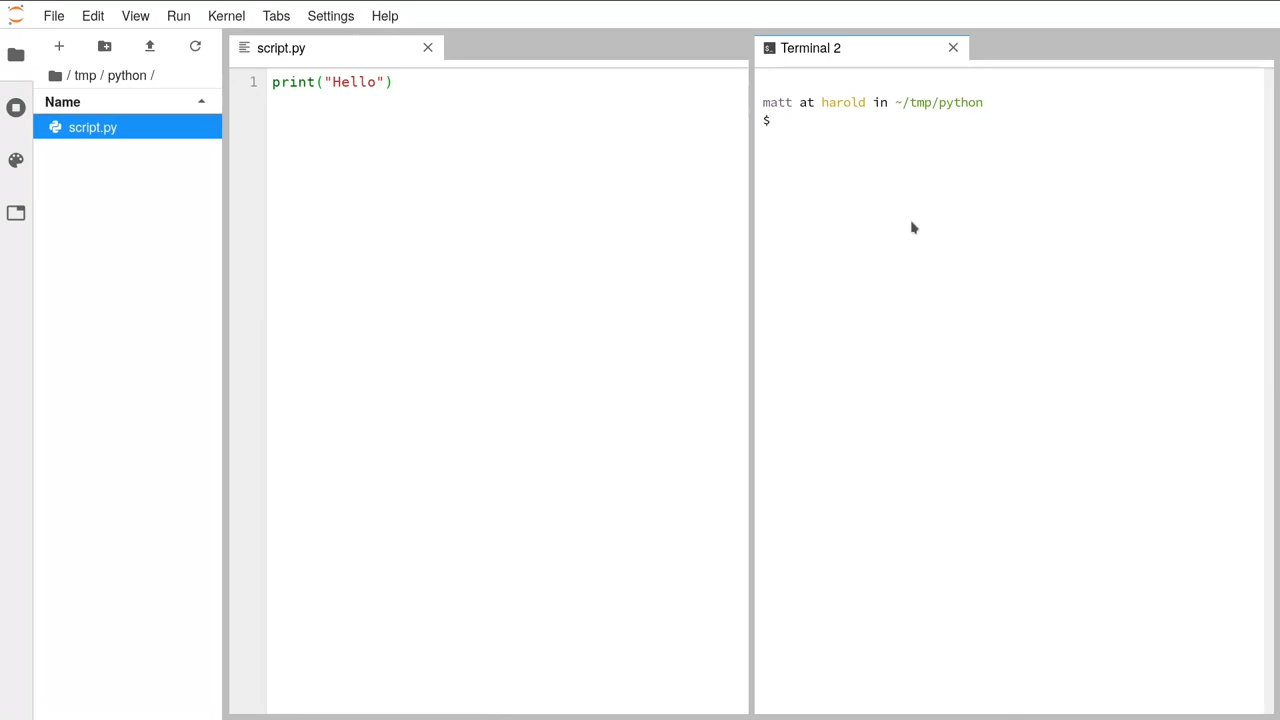 File Edit View Run Kernel Tabs Settings Help
/ tmp / python /
Name
script.py
script.py
1 print("Hello")
Terminal 2
matt at harold in ~/tmp/python
$